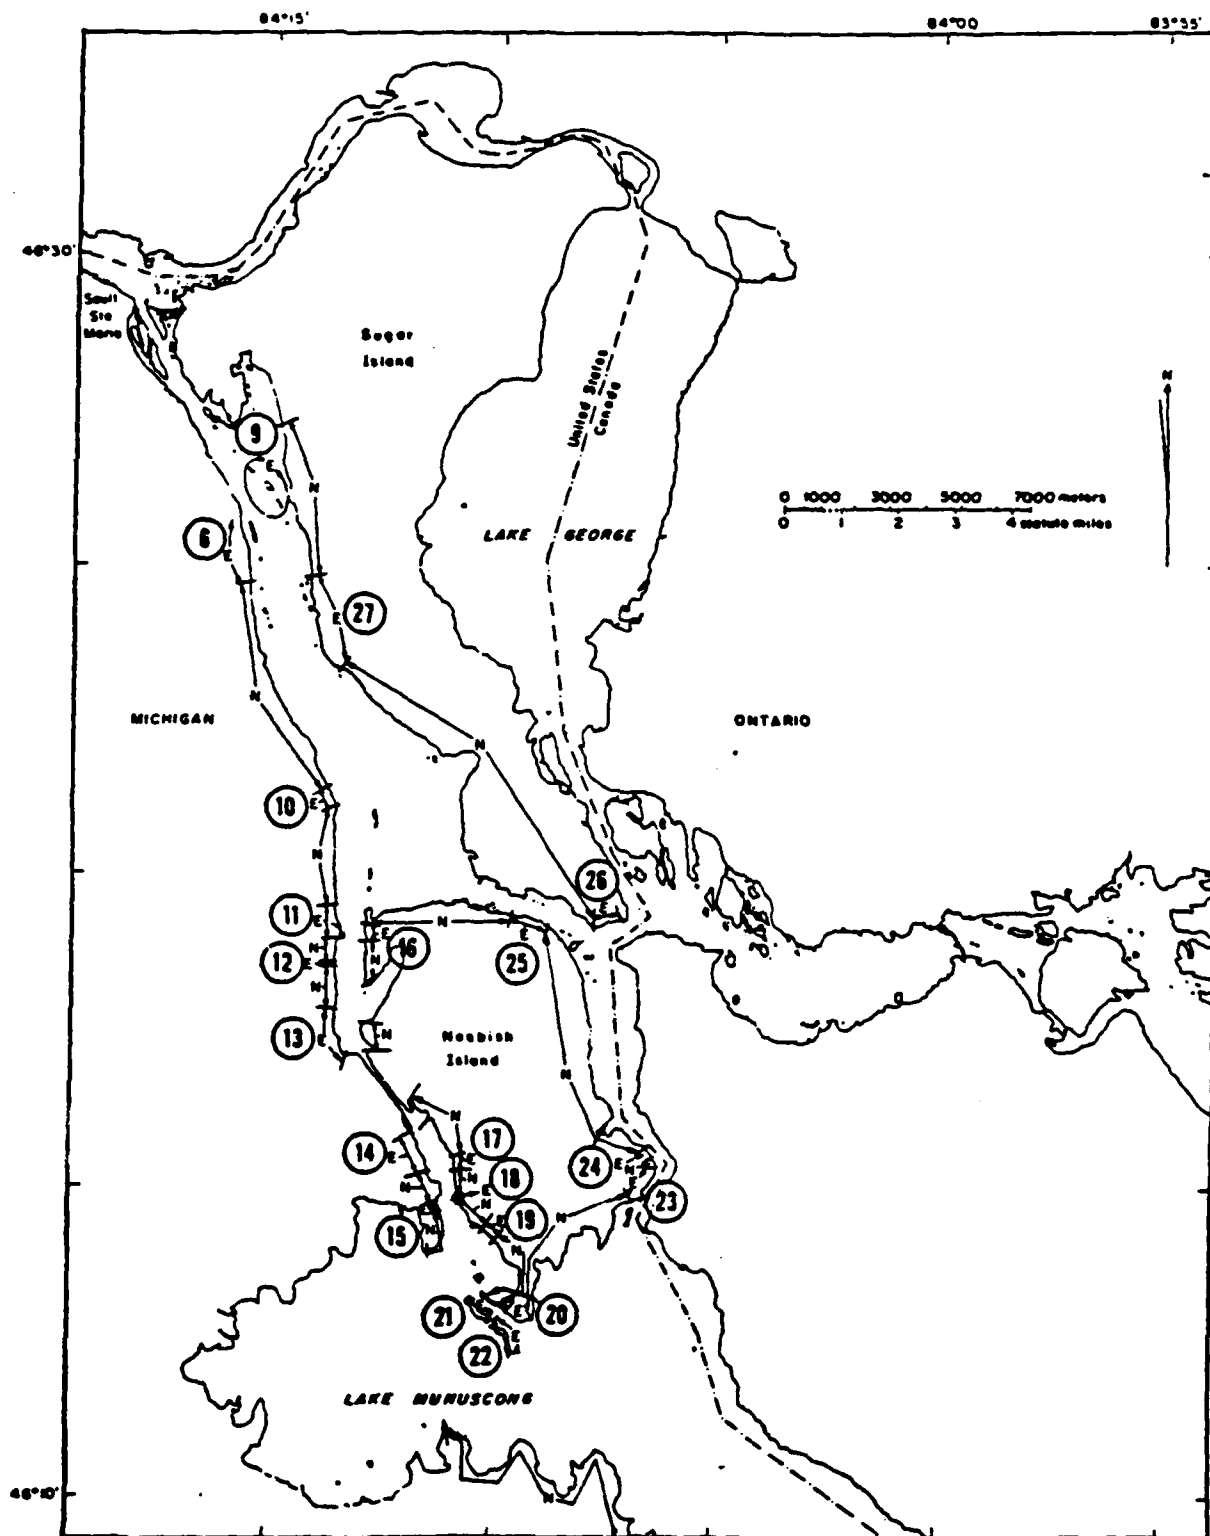 84°15'
84°00'
83°55'
46°30'
Sault
Ste
Marie
Sugar
Island
United States
Canada
N
9
E
N
0 1000 3000 5000 7000 meters
0 1 2 3 4 statute miles
LAKE GEORGE
6
E
27
E
N
MICHIGAN
ONTARIO
N
10
E
N
26
E
11
E
N
E
25
E
16
N
12
E
N
N
13
E
N
Neebish
Island
N
N
17
E
14
E
N
24
E
N
E
18
E
N
N
23
15
N
19
E
N
N
21
E
20
E
22
E
LAKE MUNUSCONG
46°10'
N